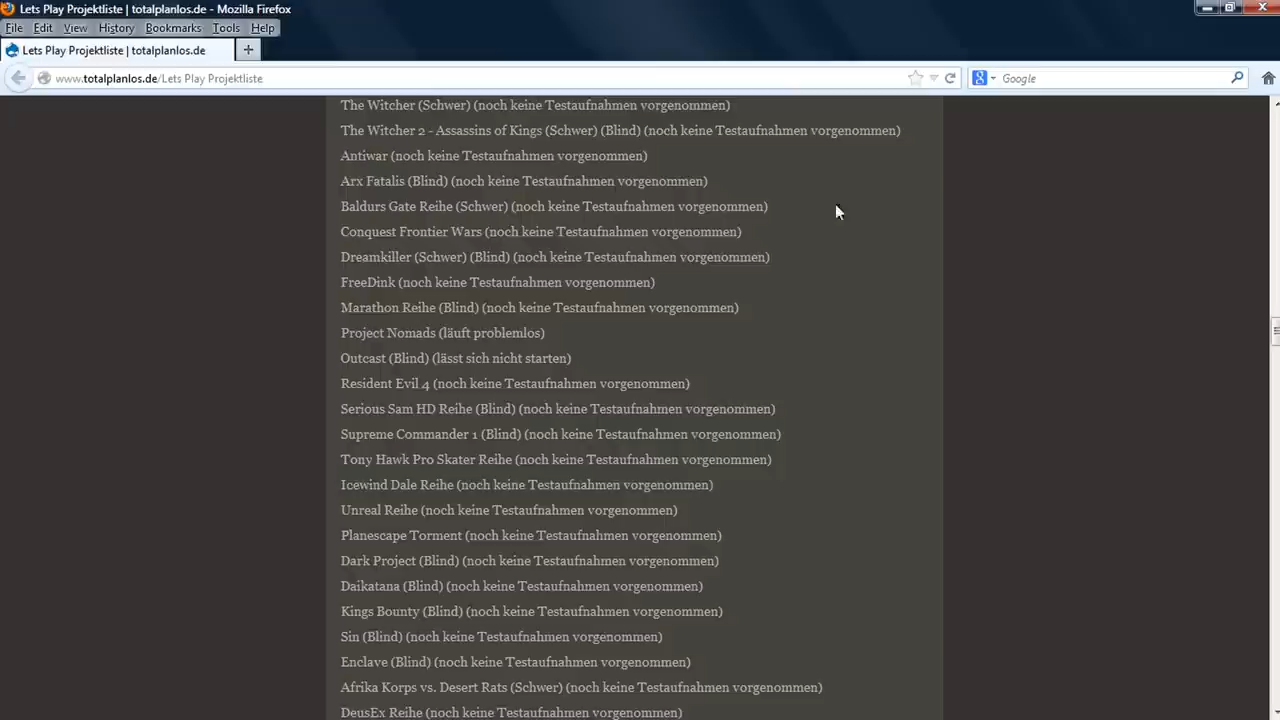 Lets Play Projektliste | totalplanlos.de - Mozilla Firefox
File Edit View History Bookmarks Tools Help
Lets Play Projektliste | totalplanlos.de
www.totalplanlos.de/Lets Play Projektliste
Google
The Witcher (Schwer) (noch keine Testaufnahmen vorgenommen)
The Witcher 2 - Assassins of Kings (Schwer) (Blind) (noch keine Testaufnahmen vorgenommen)
Antiwar (noch keine Testaufnahmen vorgenommen)
Arx Fatalis (Blind) (noch keine Testaufnahmen vorgenommen)
Baldurs Gate Reihe (Schwer) (noch keine Testaufnahmen vorgenommen)
Conquest Frontier Wars (noch keine Testaufnahmen vorgenommen)
Dreamkiller (Schwer) (Blind) (noch keine Testaufnahmen vorgenommen)
FreeDink (noch keine Testaufnahmen vorgenommen)
Marathon Reihe (Blind) (noch keine Testaufnahmen vorgenommen)
Project Nomads (läuft problemlos)
Outcast (Blind) (lässt sich nicht starten)
Resident Evil 4 (noch keine Testaufnahmen vorgenommen)
Serious Sam HD Reihe (Blind) (noch keine Testaufnahmen vorgenommen)
Supreme Commander 1 (Blind) (noch keine Testaufnahmen vorgenommen)
Tony Hawk Pro Skater Reihe (noch keine Testaufnahmen vorgenommen)
Icewind Dale Reihe (noch keine Testaufnahmen vorgenommen)
Unreal Reihe (noch keine Testaufnahmen vorgenommen)
Planescape Torment (noch keine Testaufnahmen vorgenommen)
Dark Project (Blind) (noch keine Testaufnahmen vorgenommen)
Daikatana (Blind) (noch keine Testaufnahmen vorgenommen)
Kings Bounty (Blind) (noch keine Testaufnahmen vorgenommen)
Sin (Blind) (noch keine Testaufnahmen vorgenommen)
Enclave (Blind) (noch keine Testaufnahmen vorgenommen)
Afrika Korps vs. Desert Rats (Schwer) (noch keine Testaufnahmen vorgenommen)
DeusEx Reihe (noch keine Testaufnahmen vorgenommen)